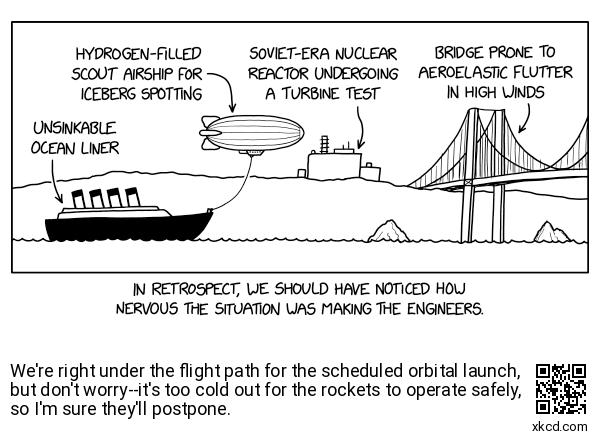 HYDROGEN-FILLED
SCOUT AIRSHIP FOR
ICEBERG SPOTTING
SOVIET-ERA NUCLEAR
REACTOR UNDERGOING
A TURBINE TEST
BRIDGE PRONE TO
AEROELASTIC FLUTTER
IN HIGH WINDS
UNSINKABLE
OCEAN LINER
IN RETROSPECT, WE SHOULD HAVE NOTICED HOW
NERVOUS THE SITUATION WAS MAKING THE ENGINEERS.
We're right under the flight path for the scheduled orbital launch,
but don't worry--it's too cold out for the rockets to operate safely,
so I'm sure they'll postpone.
xkcd.com